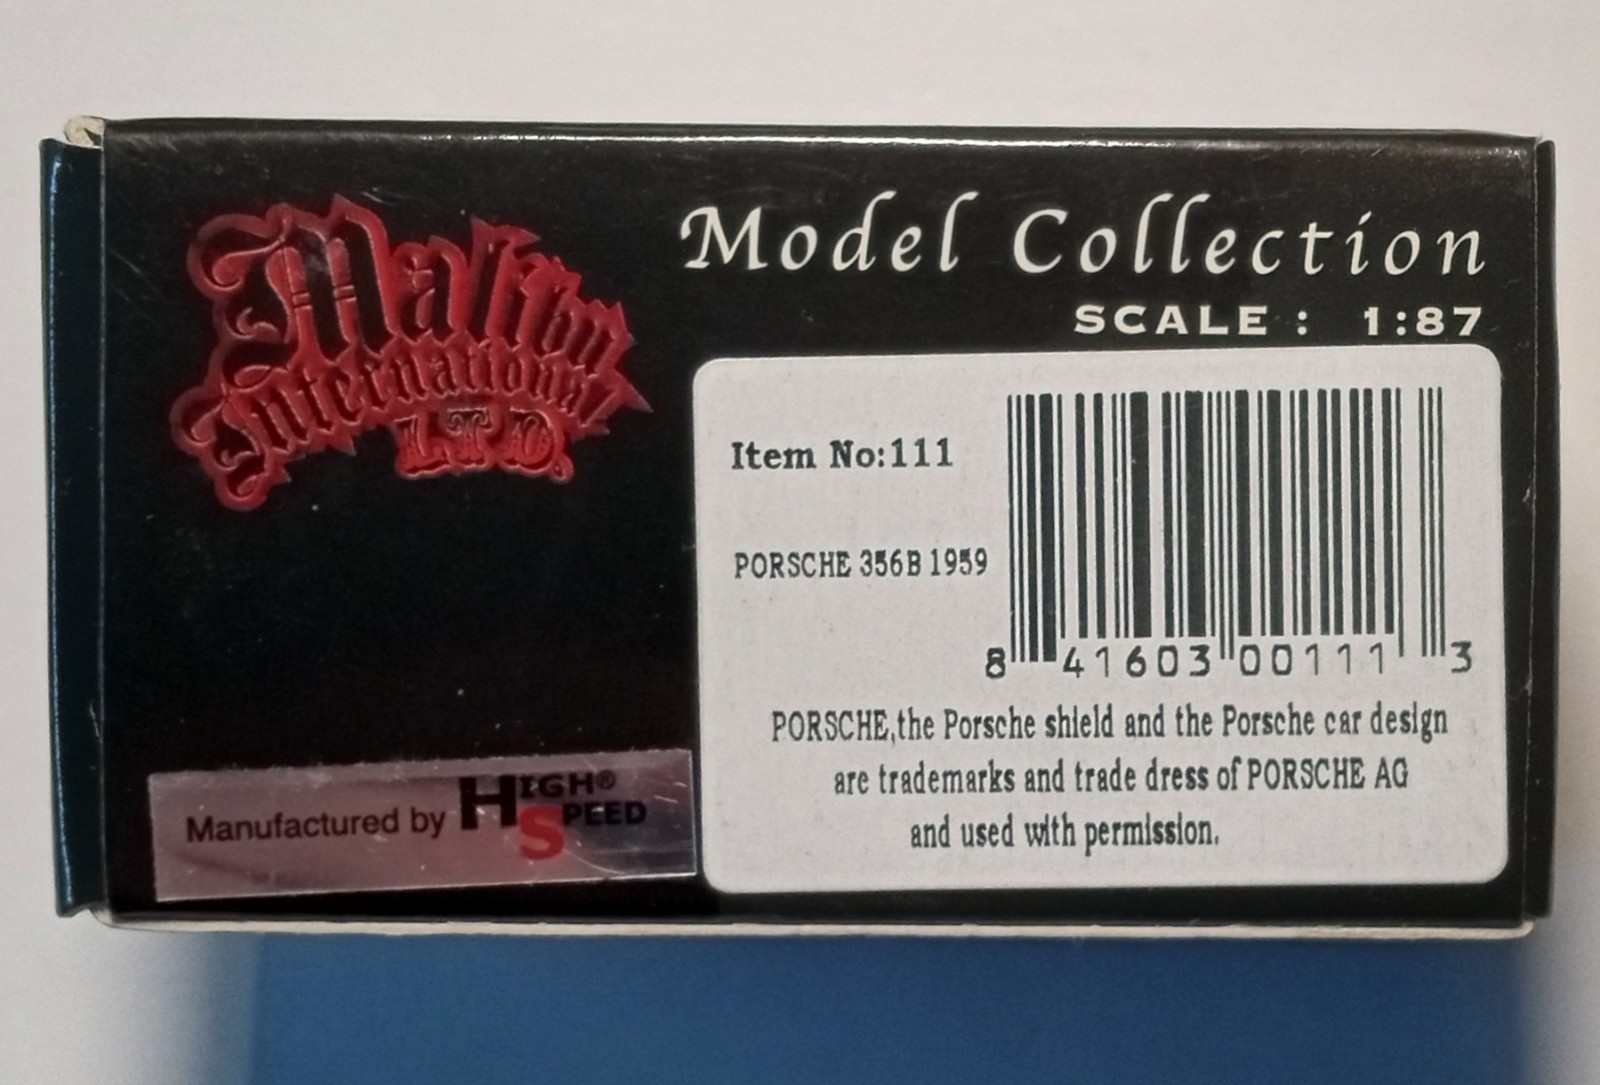 Malibu
International
LTD.
Model Collection
SCALE : 1:87
Item No:111
PORSCHE 356B 1959
8 41603 00111 3
PORSCHE,the Porsche shield and the Porsche car design
are trademarks and trade dress of PORSCHE AG
and used with permission.
Manufactured by HIGH® SPEED